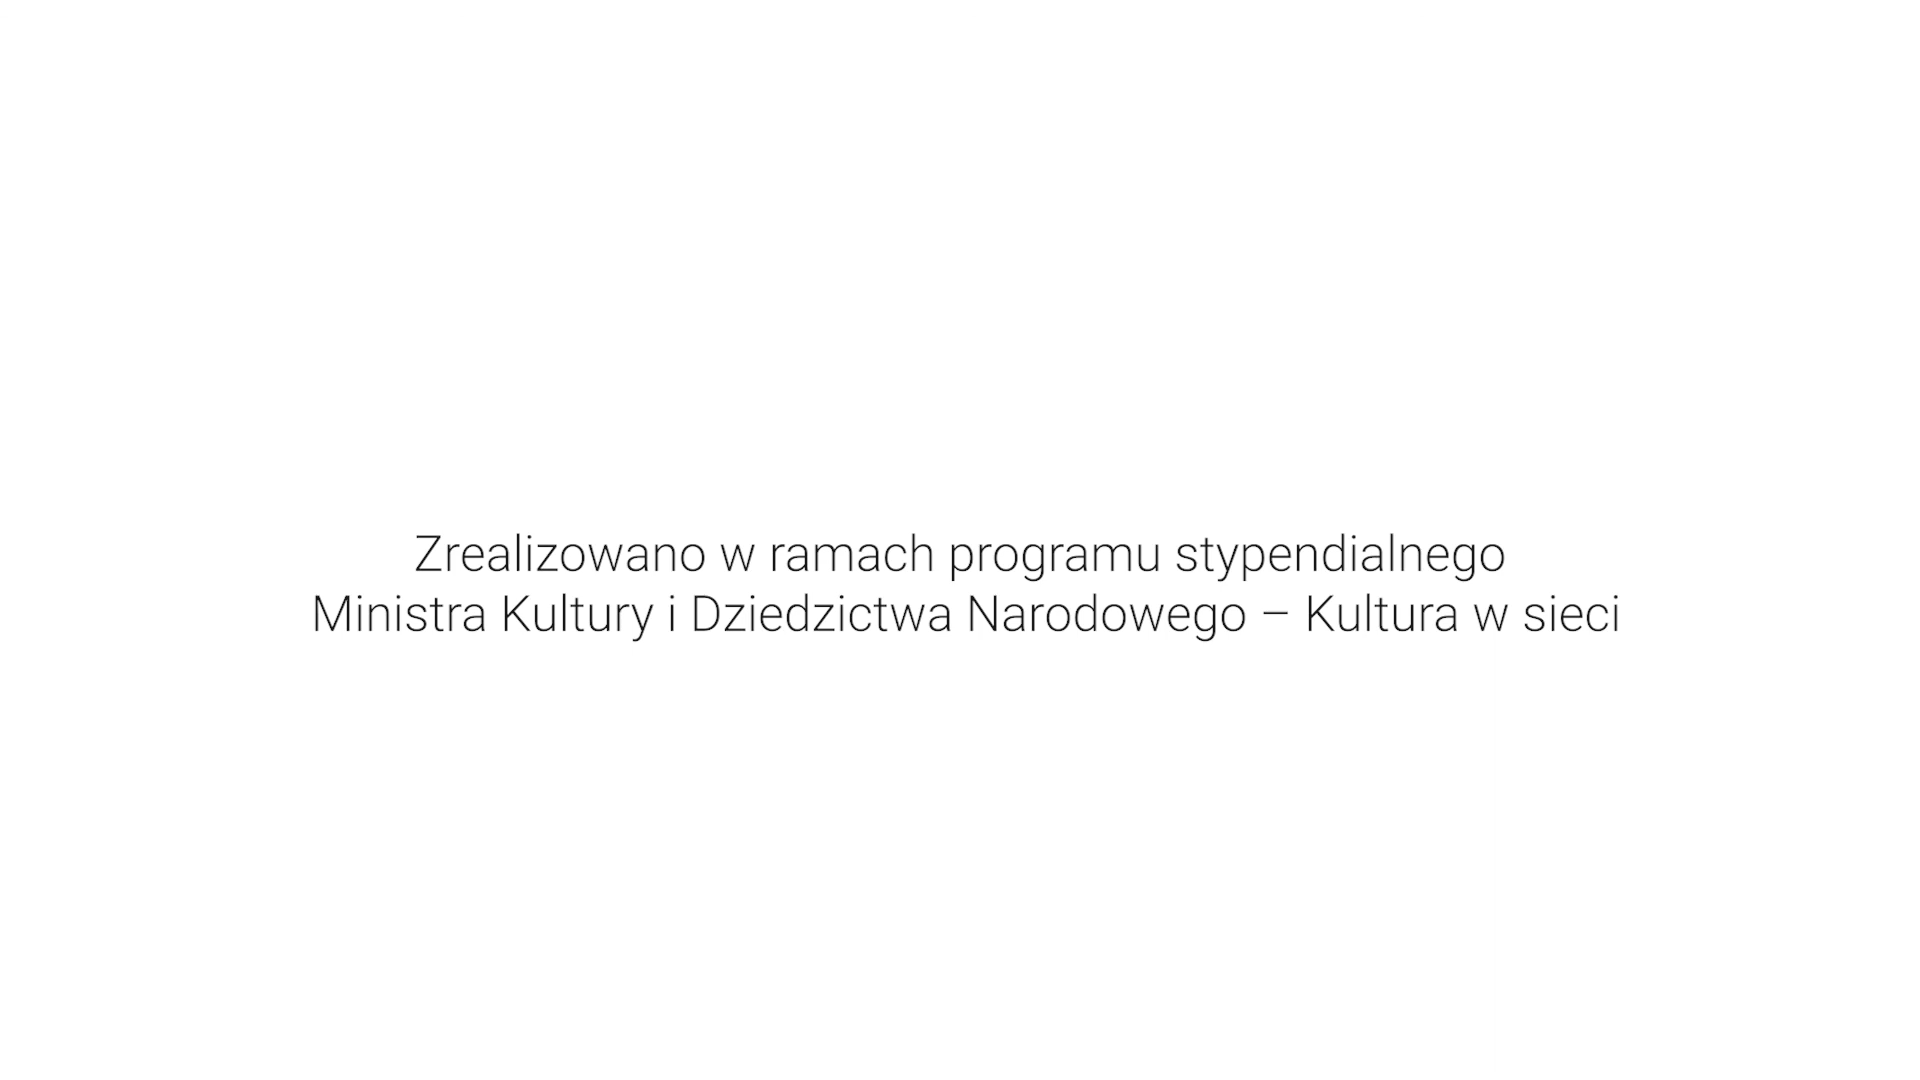 Zrealizowano w ramach programu stypendialnego
Ministra Kultury i Dziedzictwa Narodowego – Kultura w sieci